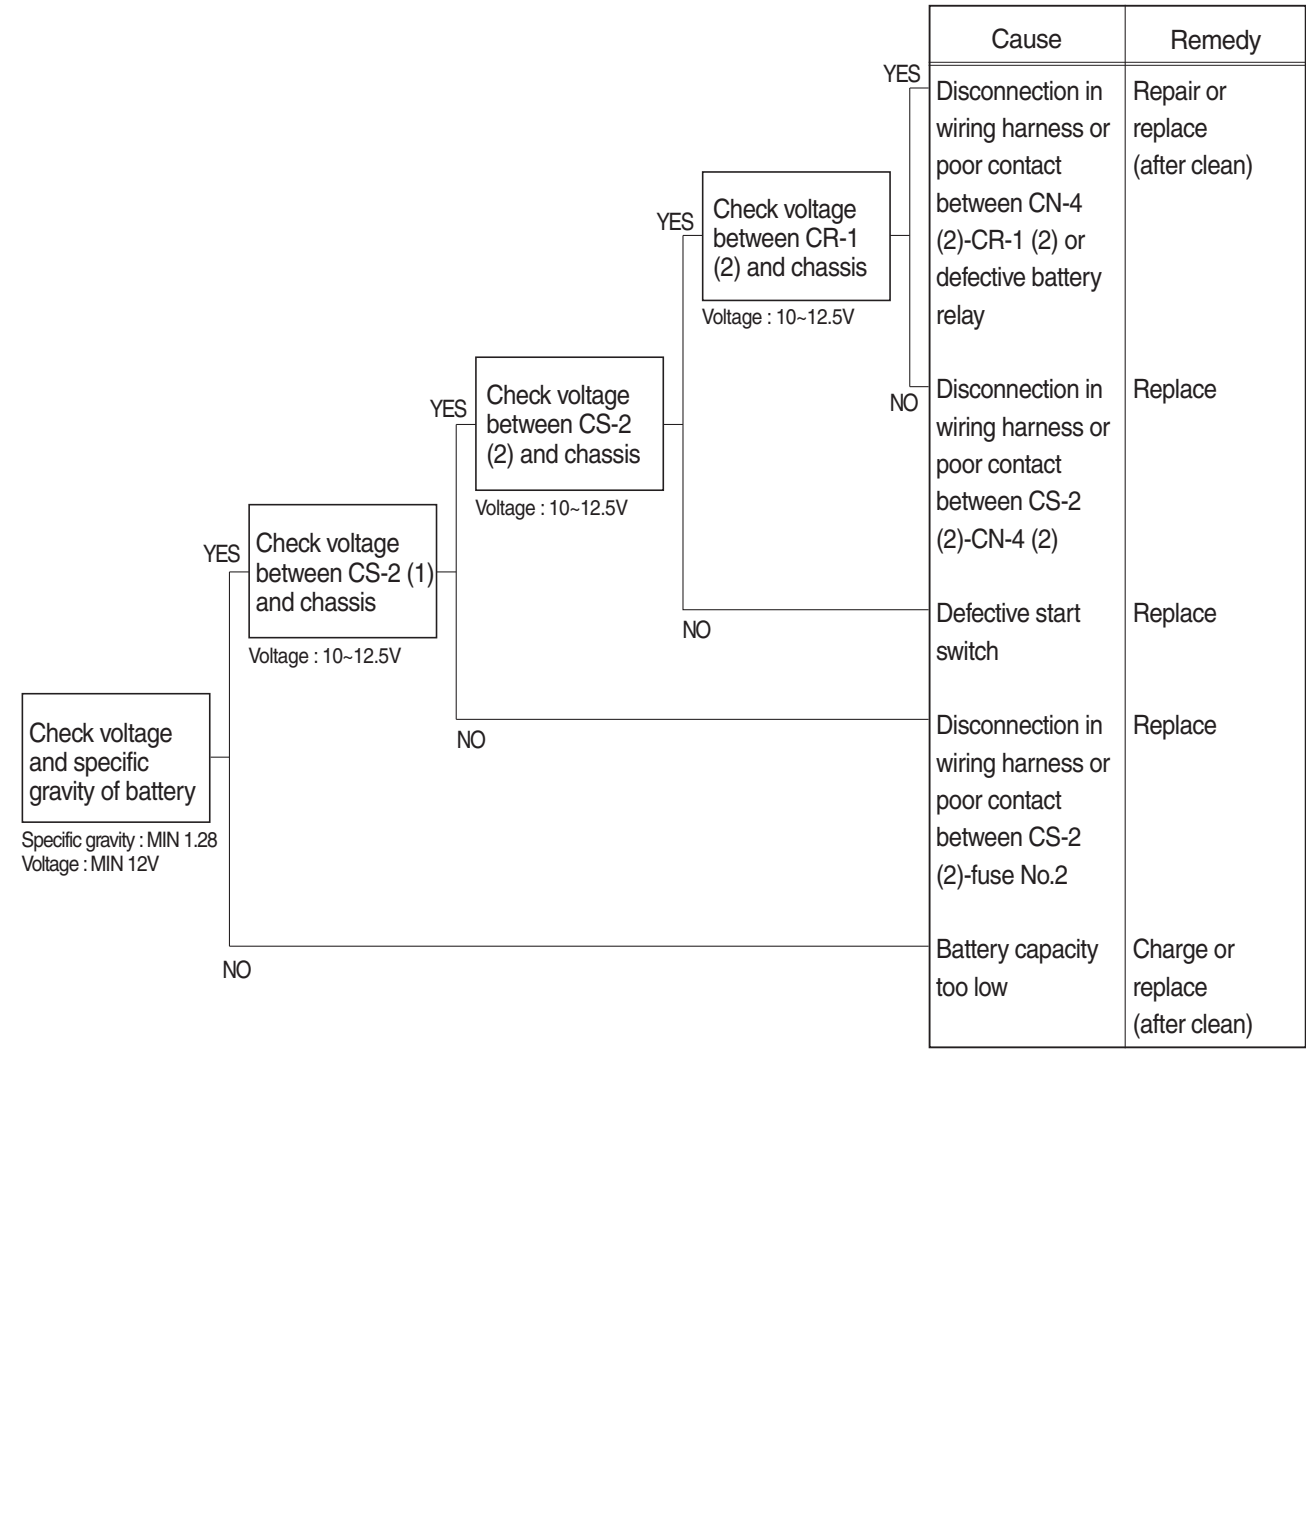 Cause
Remedy
YES
Disconnection in
wiring harness or
poor contact
between CN-4
(2)-CR-1 (2) or
defective battery
relay
Repair or
replace
(after clean)
YES
Check voltage
between CR-1
(2) and chassis
Voltage : 10~12.5V
NO
Disconnection in
wiring harness or
poor contact
between CS-2
(2)-CN-4 (2)
Replace
YES
Check voltage
between CS-2
(2) and chassis
Voltage : 10~12.5V
NO
Defective start
switch
Replace
YES
Check voltage
between CS-2 (1)
and chassis
Voltage : 10~12.5V
NO
Disconnection in
wiring harness or
poor contact
between CS-2
(2)-fuse No.2
Replace
Check voltage
and specific
gravity of battery
Specific gravity : MIN 1.28
Voltage : MIN 12V
NO
Battery capacity
too low
Charge or
replace
(after clean)